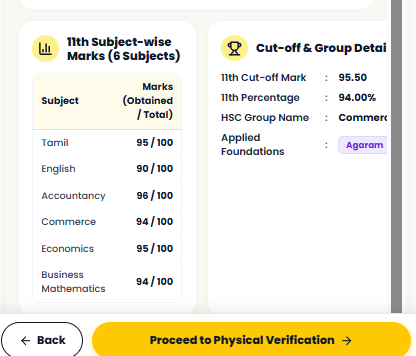 11th Subject-wise
Marks (6 Subjects)
Subject Marks (Obtained / Total)
Tamil 95 / 100
English 90 / 100
Accountancy 96 / 100
Commerce 94 / 100
Economics 95 / 100
Business Mathematics 94 / 100
Cut-off & Group Detai
11th Cut-off Mark : 95.50
11th Percentage : 94.00%
HSC Group Name : Commerc
Applied Foundations : Agaram
← Back
Proceed to Physical Verification →